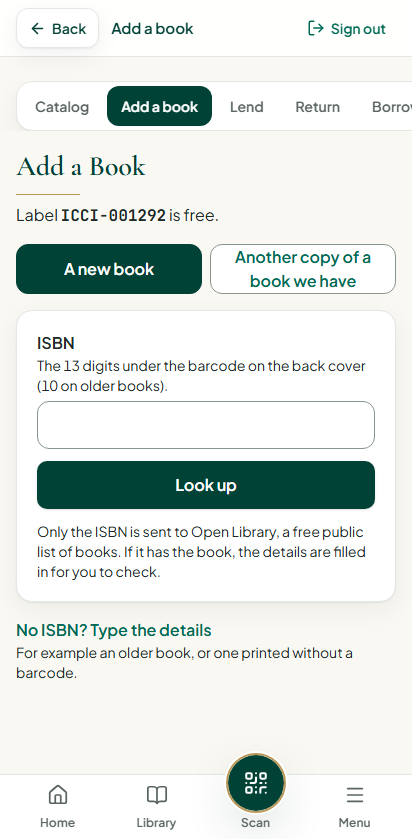 Back
Add a book
Sign out
Catalog
Add a book
Lend
Return
Add a Book
Label ICCI-001292 is free.
A new book
Another copy of a
book we have
ISBN
The 13 digits under the barcode on the back cover
(10 on older books).
Look up
Only the ISBN is sent to Open Library, a free public
list of books. If it has the book, the details are filled
in for you to check.
No ISBN? Type the details
For example an older book, or one printed without a
barcode.
Home
Library
Scan
Menu